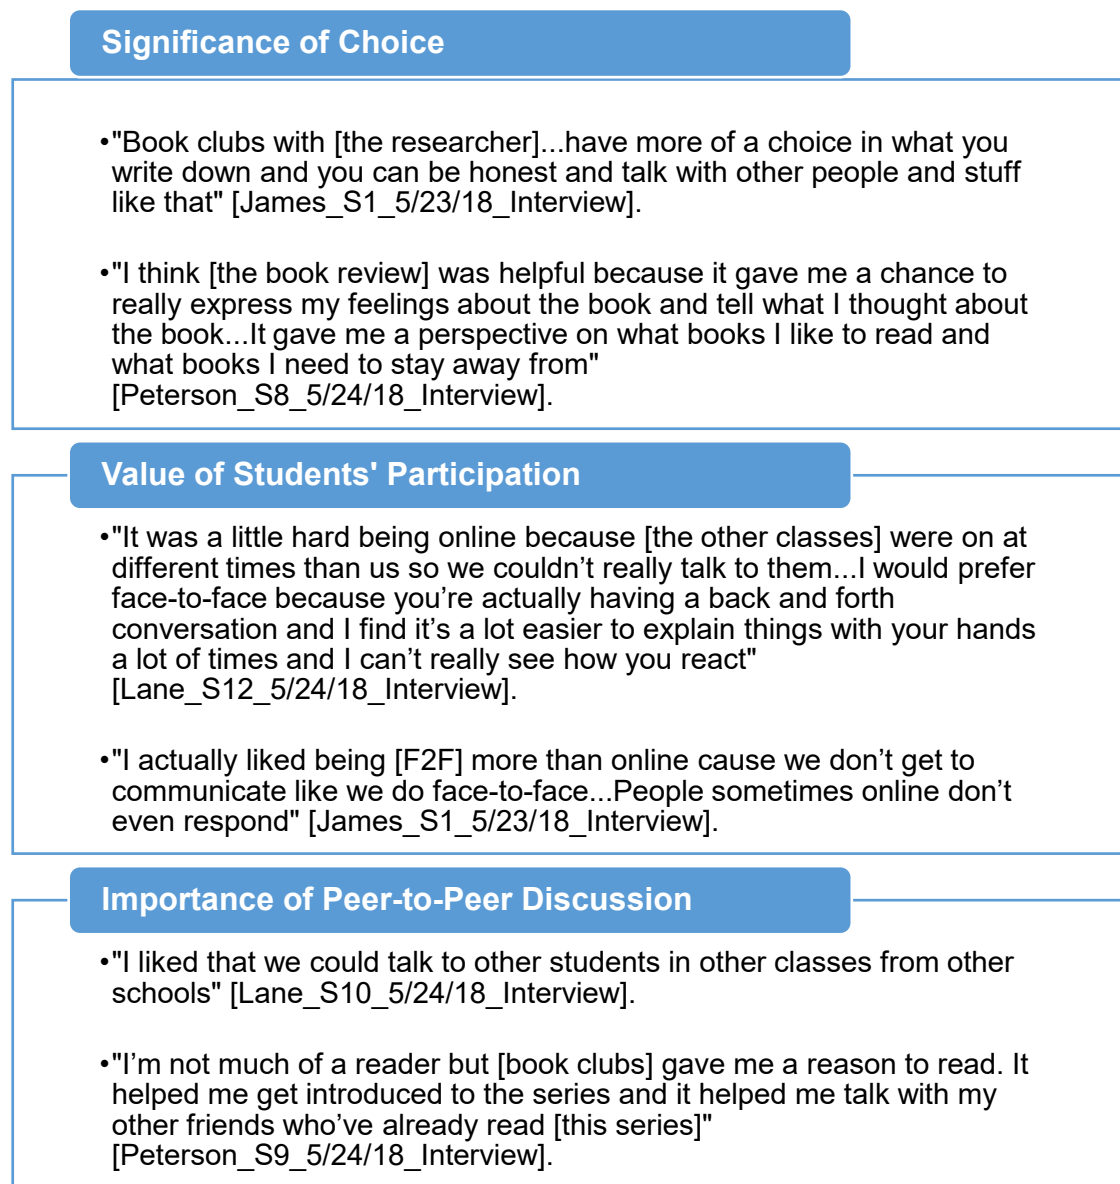 Significance of Choice
•"Book clubs with [the researcher]...have more of a choice in what you
write down and you can be honest and talk with other people and stuff
like that" [James_S1_5/23/18_Interview].
•"I think [the book review] was helpful because it gave me a chance to
really express my feelings about the book and tell what I thought about
the book...It gave me a perspective on what books I like to read and
what books I need to stay away from"
[Peterson_S8_5/24/18_Interview].
Value of Students' Participation
•"It was a little hard being online because [the other classes] were on at
different times than us so we couldn’t really talk to them...I would prefer
face-to-face because you’re actually having a back and forth
conversation and I find it’s a lot easier to explain things with your hands
a lot of times and I can’t really see how you react"
[Lane_S12_5/24/18_Interview].
•"I actually liked being [F2F] more than online cause we don’t get to
communicate like we do face-to-face...People sometimes online don’t
even respond" [James_S1_5/23/18_Interview].
Importance of Peer-to-Peer Discussion
•"I liked that we could talk to other students in other classes from other
schools" [Lane_S10_5/24/18_Interview].
•"I’m not much of a reader but [book clubs] gave me a reason to read. It
helped me get introduced to the series and it helped me talk with my
other friends who’ve already read [this series]"
[Peterson_S9_5/24/18_Interview].